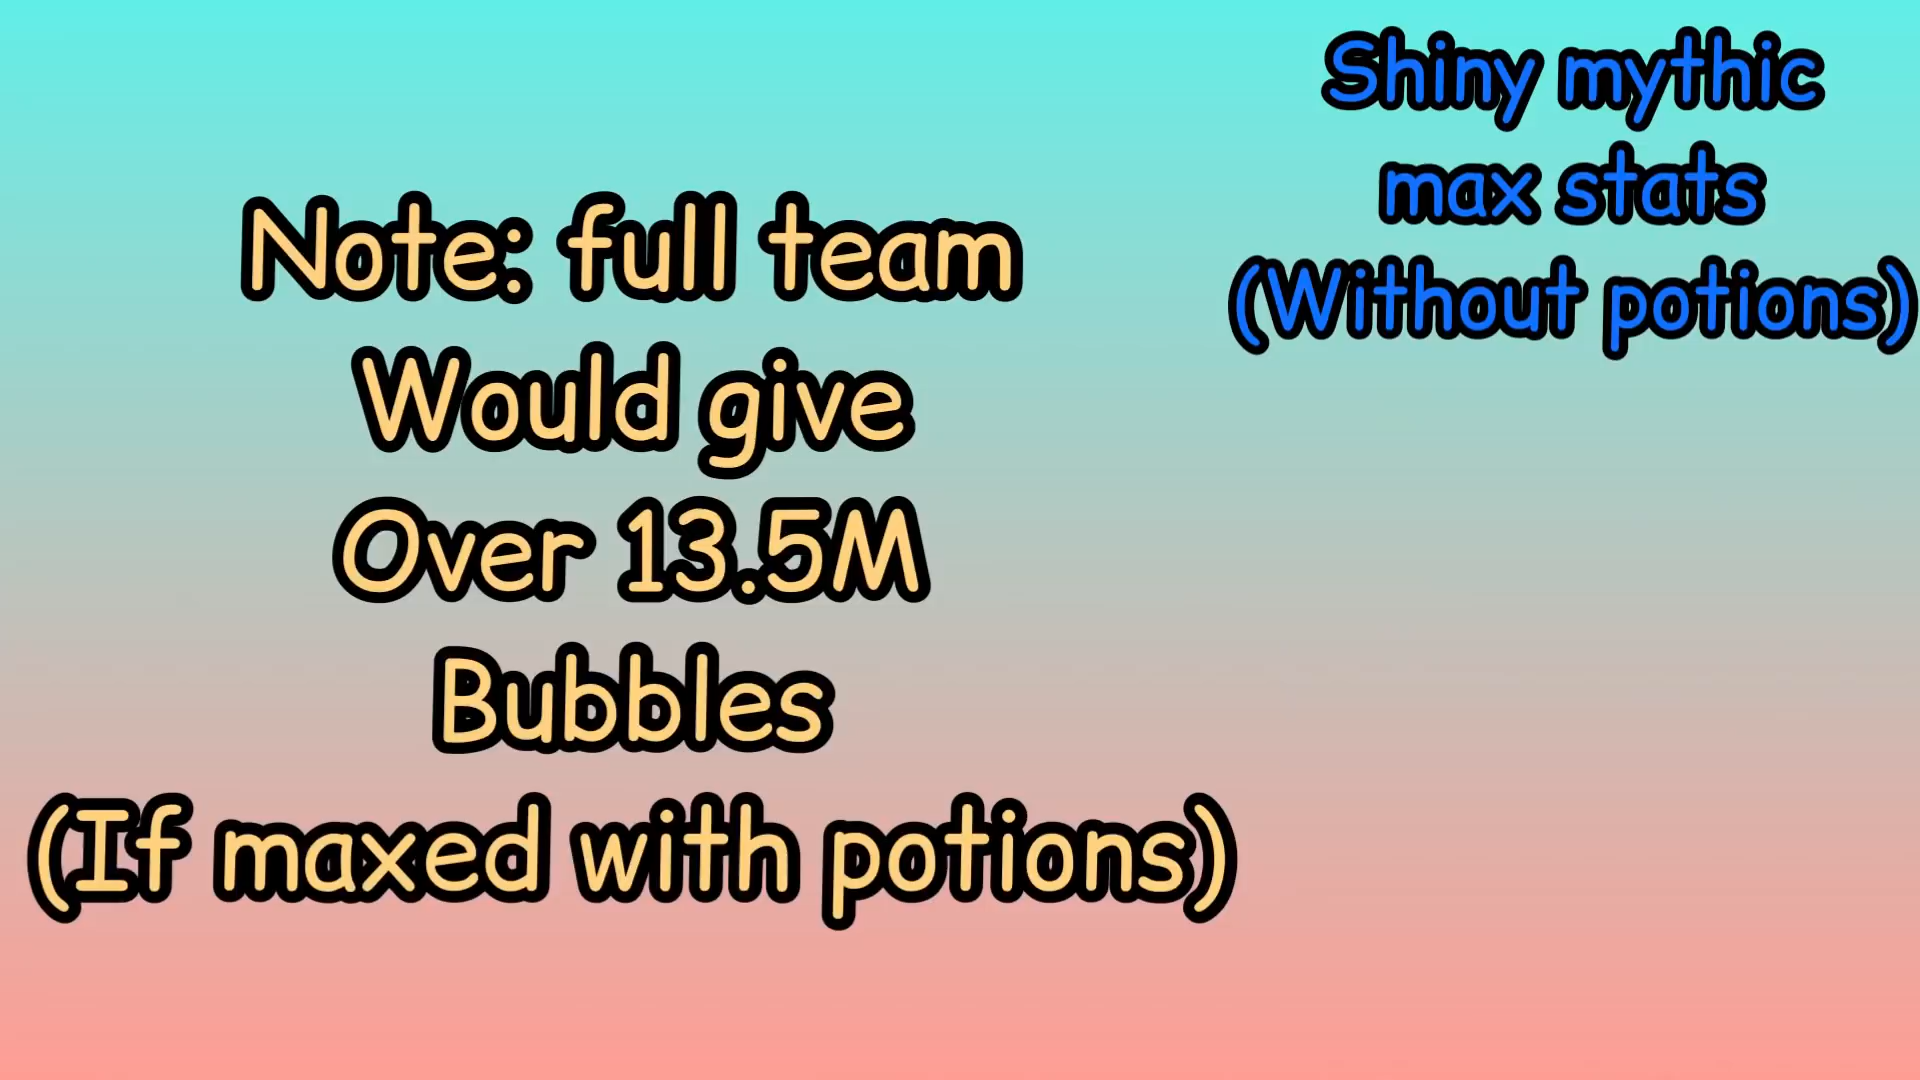 Note: full team
Would give
Over 13.5M
Bubbles
(If maxed with potions)
Shiny mythic
max stats
(Without potions)